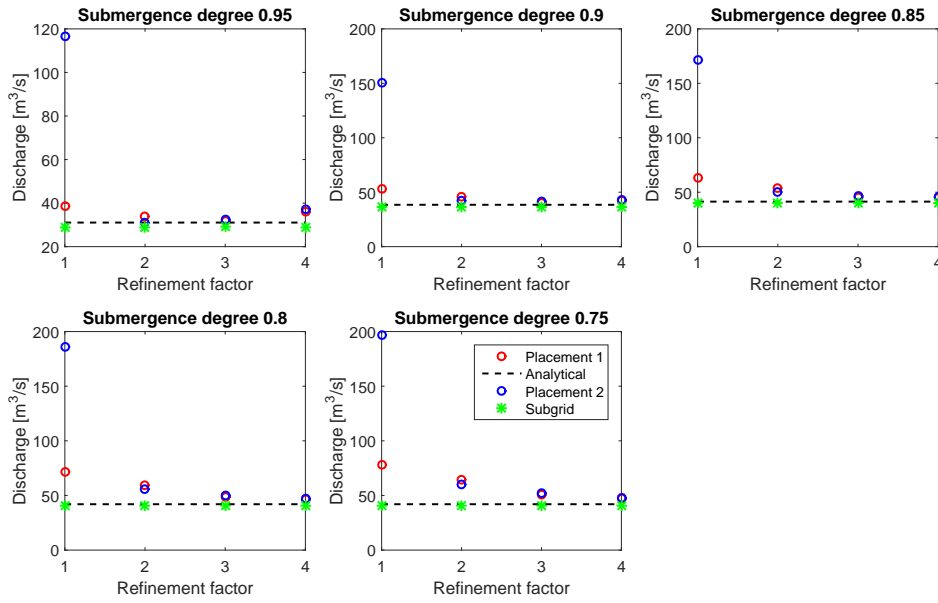 Submergence degree 0.95
120
100
80
60
40
20
Discharge [m³/s]
1 2 3 4
Refinement factor
Submergence degree 0.9
200
150
100
50
0
Discharge [m³/s]
1 2 3 4
Refinement factor
Submergence degree 0.85
200
150
100
50
0
Discharge [m³/s]
1 2 3 4
Refinement factor
Submergence degree 0.8
200
150
100
50
0
Discharge [m³/s]
1 2 3 4
Refinement factor
Submergence degree 0.75
200
150
100
50
0
Discharge [m³/s]
Placement 1
Analytical
Placement 2
Subgrid
1 2 3 4
Refinement factor